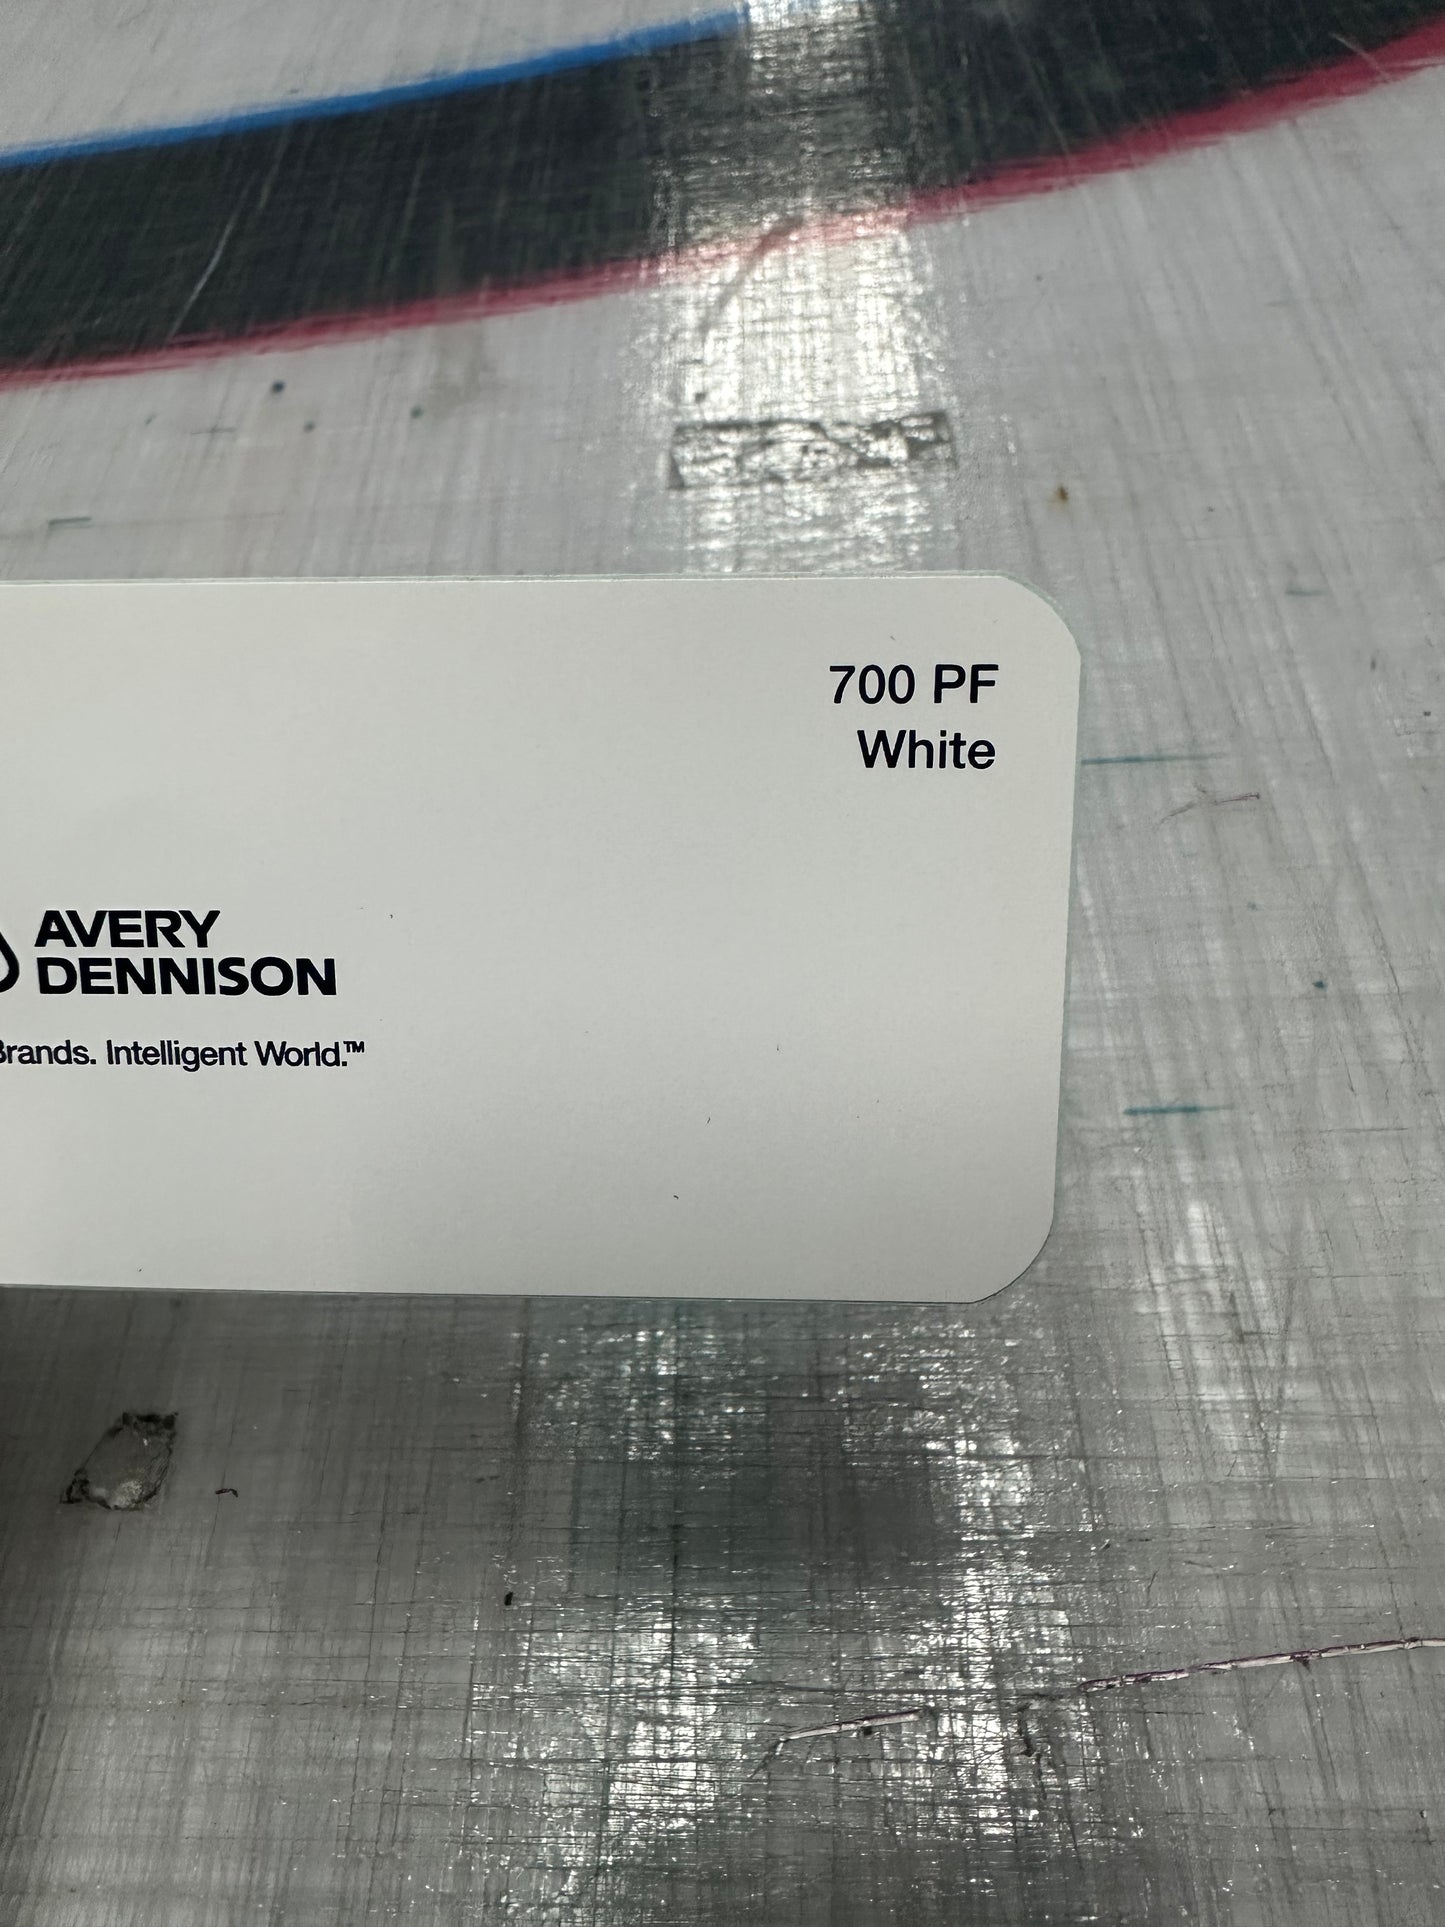 700 PF
White
AVERY
DENNISON
Brands. Intelligent World.™